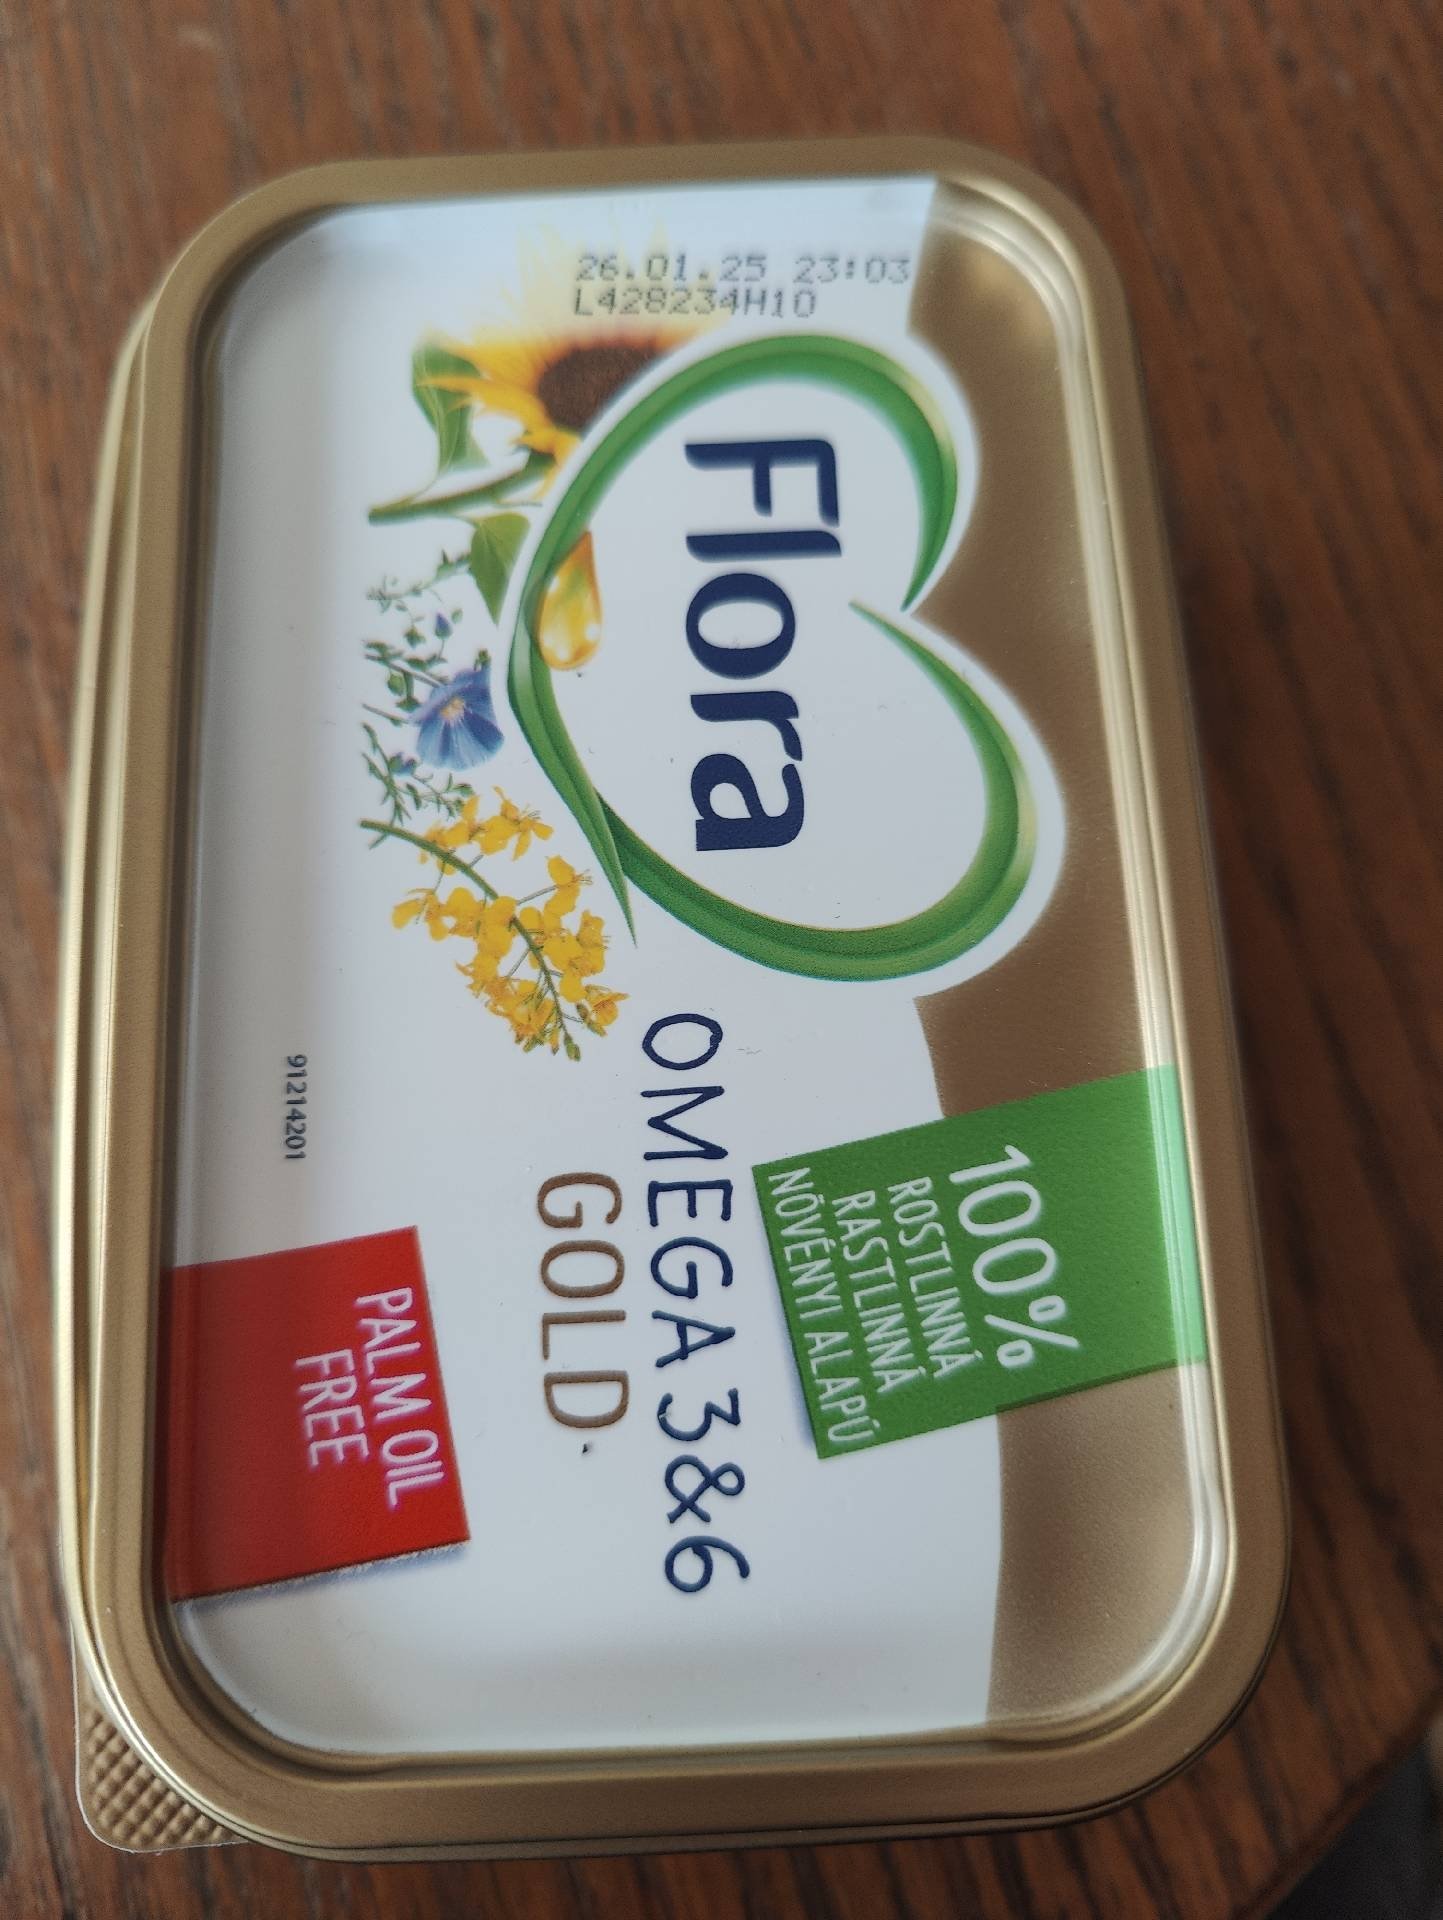 26.01.25 23:03
L428234H10
Flora
OMEGA 3&6
GOLD
100%
ROSTLINNÁ
RASTLINNÁ
NÖVÉNYI ALAPÚ
PALM OIL
FREE
91214201